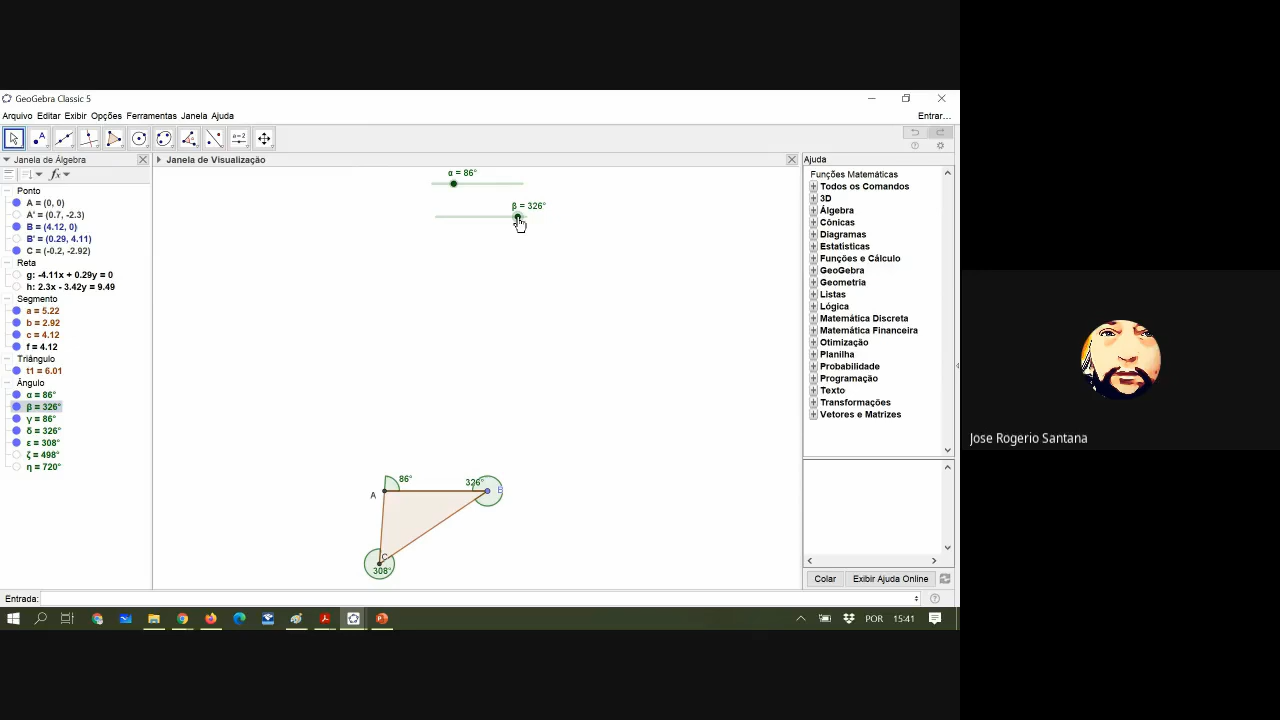 GeoGebra Classic 5
Arquivo Editar Exibir Opções Ferramentas Janela Ajuda
Entrar…
a=2
Janela de Álgebra
Janela de Visualização
Ajuda
fx
Ponto
A = (0, 0)
A' = (0.7, -2.3)
B = (4.12, 0)
B' = (0.29, 4.11)
C = (-0.2, -2.92)
Reta
g: -4.11x + 0.29y = 0
h: 2.3x - 3.42y = 9.49
Segmento
a = 5.22
b = 2.92
c = 4.12
f = 4.12
Triângulo
t1 = 6.01
Ângulo
α = 86°
β = 326°
γ = 86°
δ = 326°
ε = 308°
ζ = 498°
η = 720°
α = 86°
β = 326°
86°
326°
A
B
C
308°
Funções Matemáticas
Todos os Comandos
3D
Álgebra
Cônicas
Diagramas
Estatísticas
Funções e Cálculo
GeoGebra
Geometria
Listas
Lógica
Matemática Discreta
Matemática Financeira
Otimização
Planilha
Probabilidade
Programação
Texto
Transformações
Vetores e Matrizes
Colar
Exibir Ajuda Online
Entrada:
POR
15:41
Jose Rogerio Santana